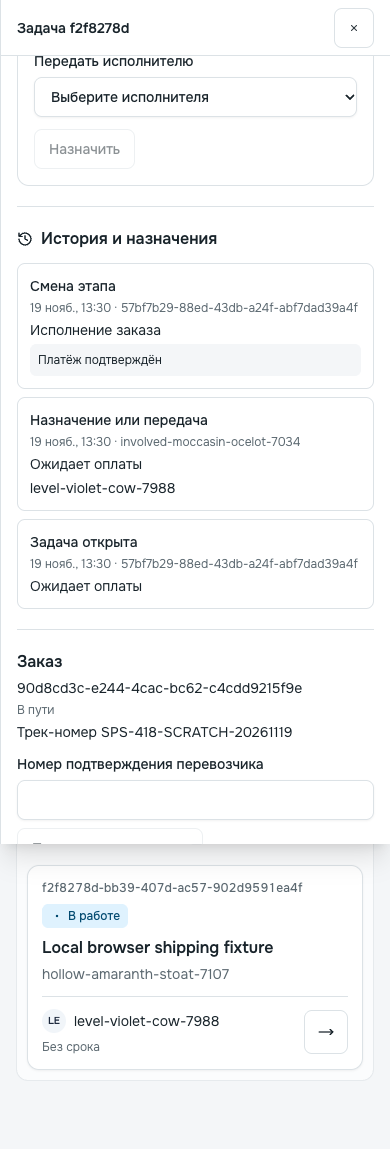 Задача f2f8278d
×
Передать исполнителю
Выберите исполнителя
Назначить
История и назначения
Смена этапа
19 нояб., 13:30 · 57bf7b29-88ed-43db-a24f-abf7dad39a4f
Исполнение заказа
Платёж подтверждён
Назначение или передача
19 нояб., 13:30 · involved-moccasin-ocelot-7034
Ожидает оплаты
level-violet-cow-7988
Задача открыта
19 нояб., 13:30 · 57bf7b29-88ed-43db-a24f-abf7dad39a4f
Ожидает оплаты
Заказ
90d8cd3c-e244-4cac-bc62-c4cdd9215f9e
В пути
Трек-номер SPS-418-SCRATCH-20261119
Номер подтверждения перевозчика
f2f8278d-bb39-407d-ac57-902d9591ea4f
· В работе
Local browser shipping fixture
hollow-amaranth-stoat-7107
LE level-violet-cow-7988
Без срока
→